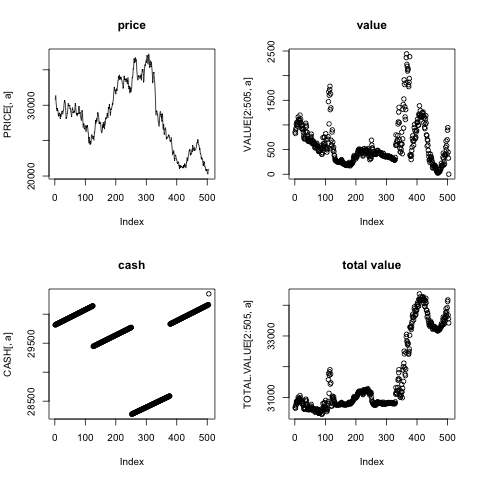 price
PRICE[, a]
20000 30000
0 100 200 300 400 500
Index
value
VALUE[2:505, a]
0 500 1500 2500
0 100 200 300 400 500
Index
cash
CASH[, a]
28500 29500
0 100 200 300 400 500
Index
total value
TOTAL.VALUE[2:505, a]
31000 33000
0 100 200 300 400 500
Index